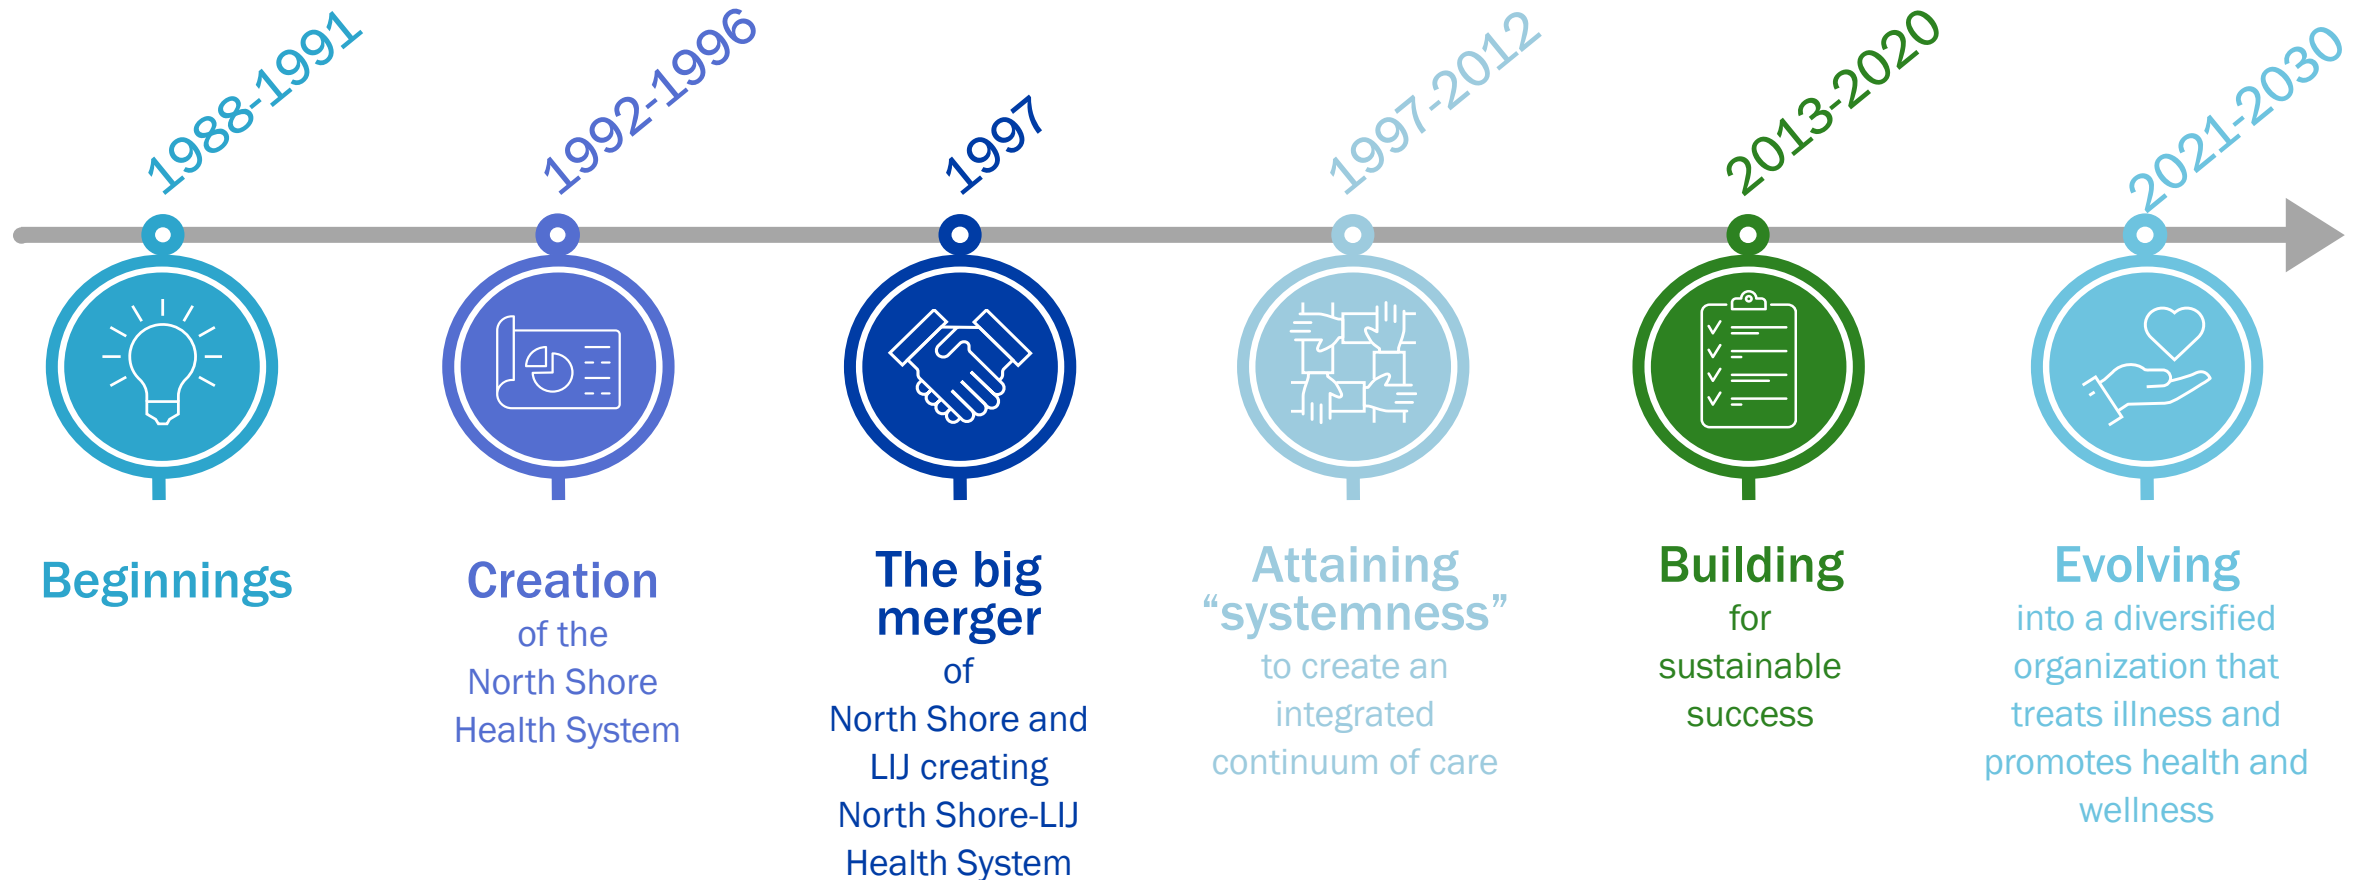 1988-1991
1992-1996
1997
1997-2012
2013-2020
2021-2030
Beginnings
Creation
of the
North Shore
Health System
The big
merger
of
North Shore and
LIJ creating
North Shore-LIJ
Health System
Attaining
“systemness”
to create an
integrated
continuum of care
Building
for
sustainable
success
Evolving
into a diversified
organization that
treats illness and
promotes health and
wellness